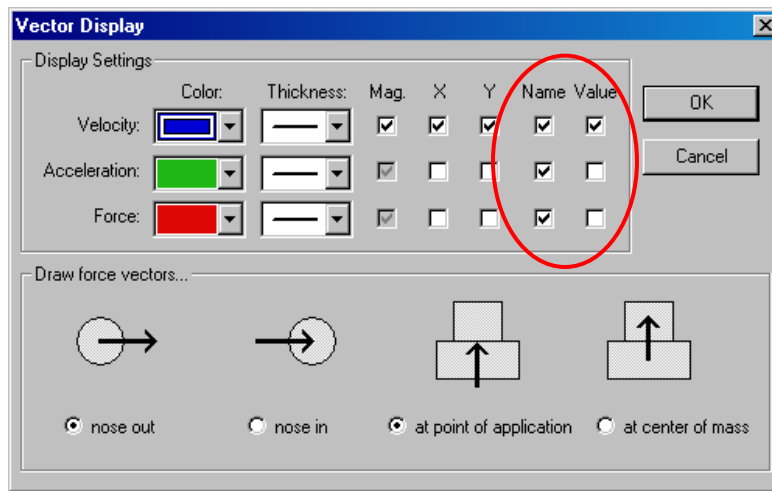 Vector Display
Display Settings
Color: Thickness: Mag. X Y Name Value
OK
Velocity:
Cancel
Acceleration:
Force:
Draw force vectors...
nose out nose in at point of application at center of mass